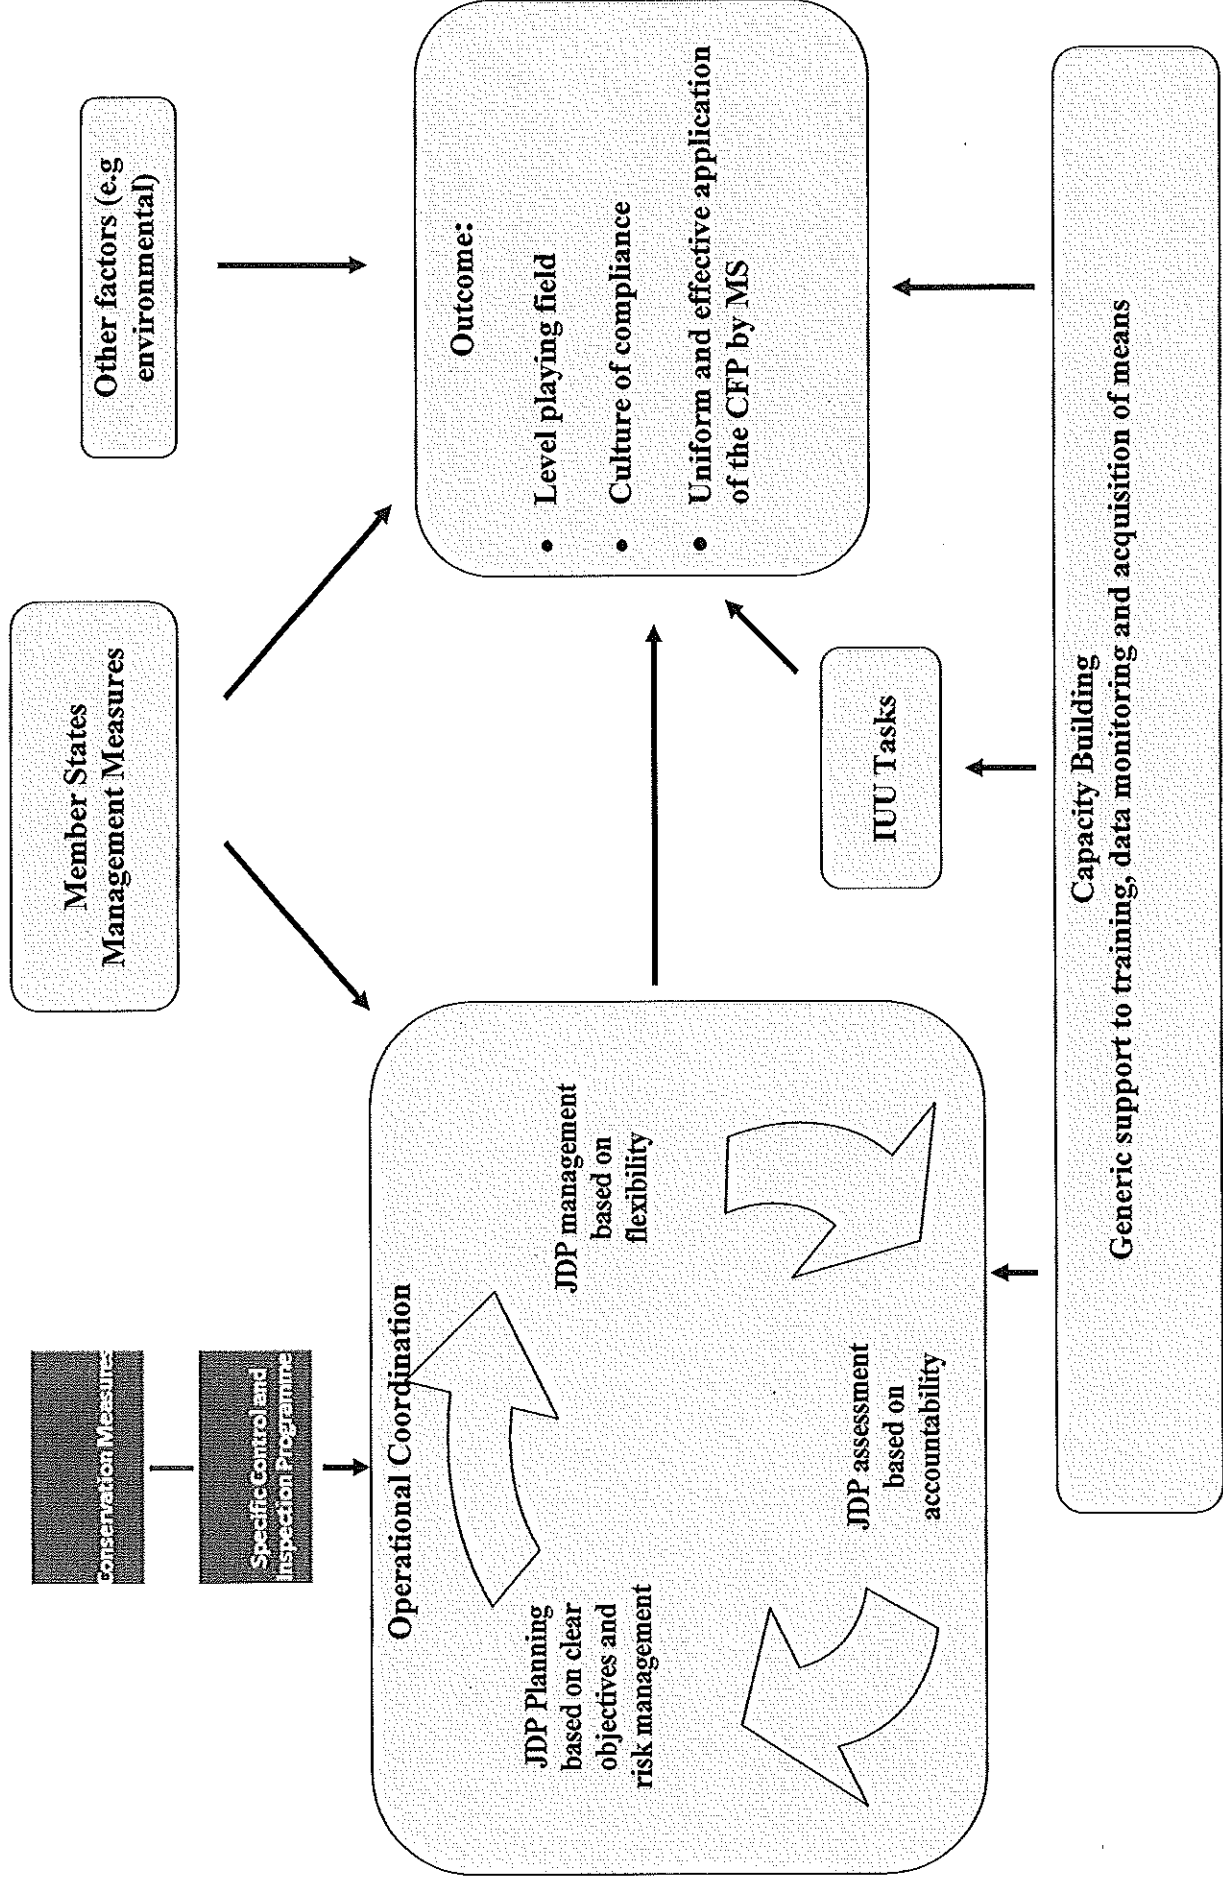 Conservation Measures
Specific Control and
Inspection Programme
Member States
Management Measures
Other factors (e.g
environmental)
Operational Coordination
JDP Planning
based on clear
objectives and
risk management
JDP management
based on
flexibility
JDP assessment
based on
accountability
Outcome:
• Level playing field
• Culture of compliance
• Uniform and effective application
of the CFP by MS
IUU Tasks
Capacity Building
Generic support to training, data monitoring and acquisition of means